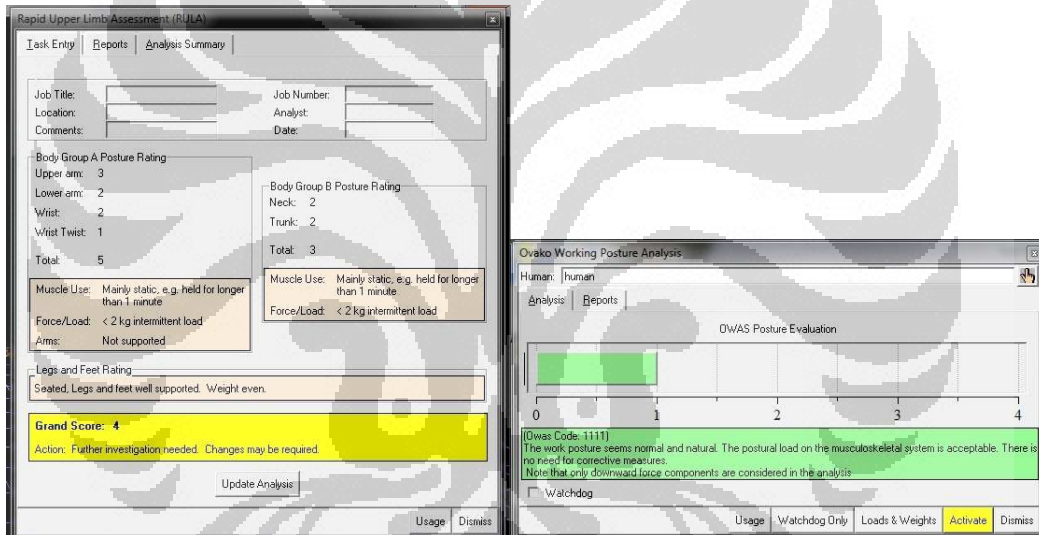 Rapid Upper Limb Assessment (RULA)
Task Entry Reports Analysis Summary
Job Title: Job Number:
Location: Analyst:
Comments: Date:
Body Group A Posture Rating
Upper arm: 3
Lower arm: 2
Wrist: 2
Wrist Twist: 1
Total: 5
Muscle Use: Mainly static, e.g. held for longer
than 1 minute
Force/Load: < 2 kg intermittent load
Arms: Not supported
Body Group B Posture Rating
Neck: 2
Trunk: 2
Total: 3
Muscle Use: Mainly static, e.g. held for longer
than 1 minute
Force/Load: < 2 kg intermittent load
Legs and Feet Rating
Seated, Legs and feet well supported. Weight even.
Grand Score: 4
Action: Further investigation needed. Changes may be required.
Update Analysis
Usage Dismiss
Ovako Working Posture Analysis
Human: human
Analysis Reports
OWAS Posture Evaluation
0 1 2 3 4
(Owas Code: 1111)
The work posture seems normal and natural. The postural load on the musculoskeletal system is acceptable. There is
no need for corrective measures.
Note that only downward force components are considered in the analysis
Watchdog
Usage Watchdog Only Loads & Weights Activate Dismiss